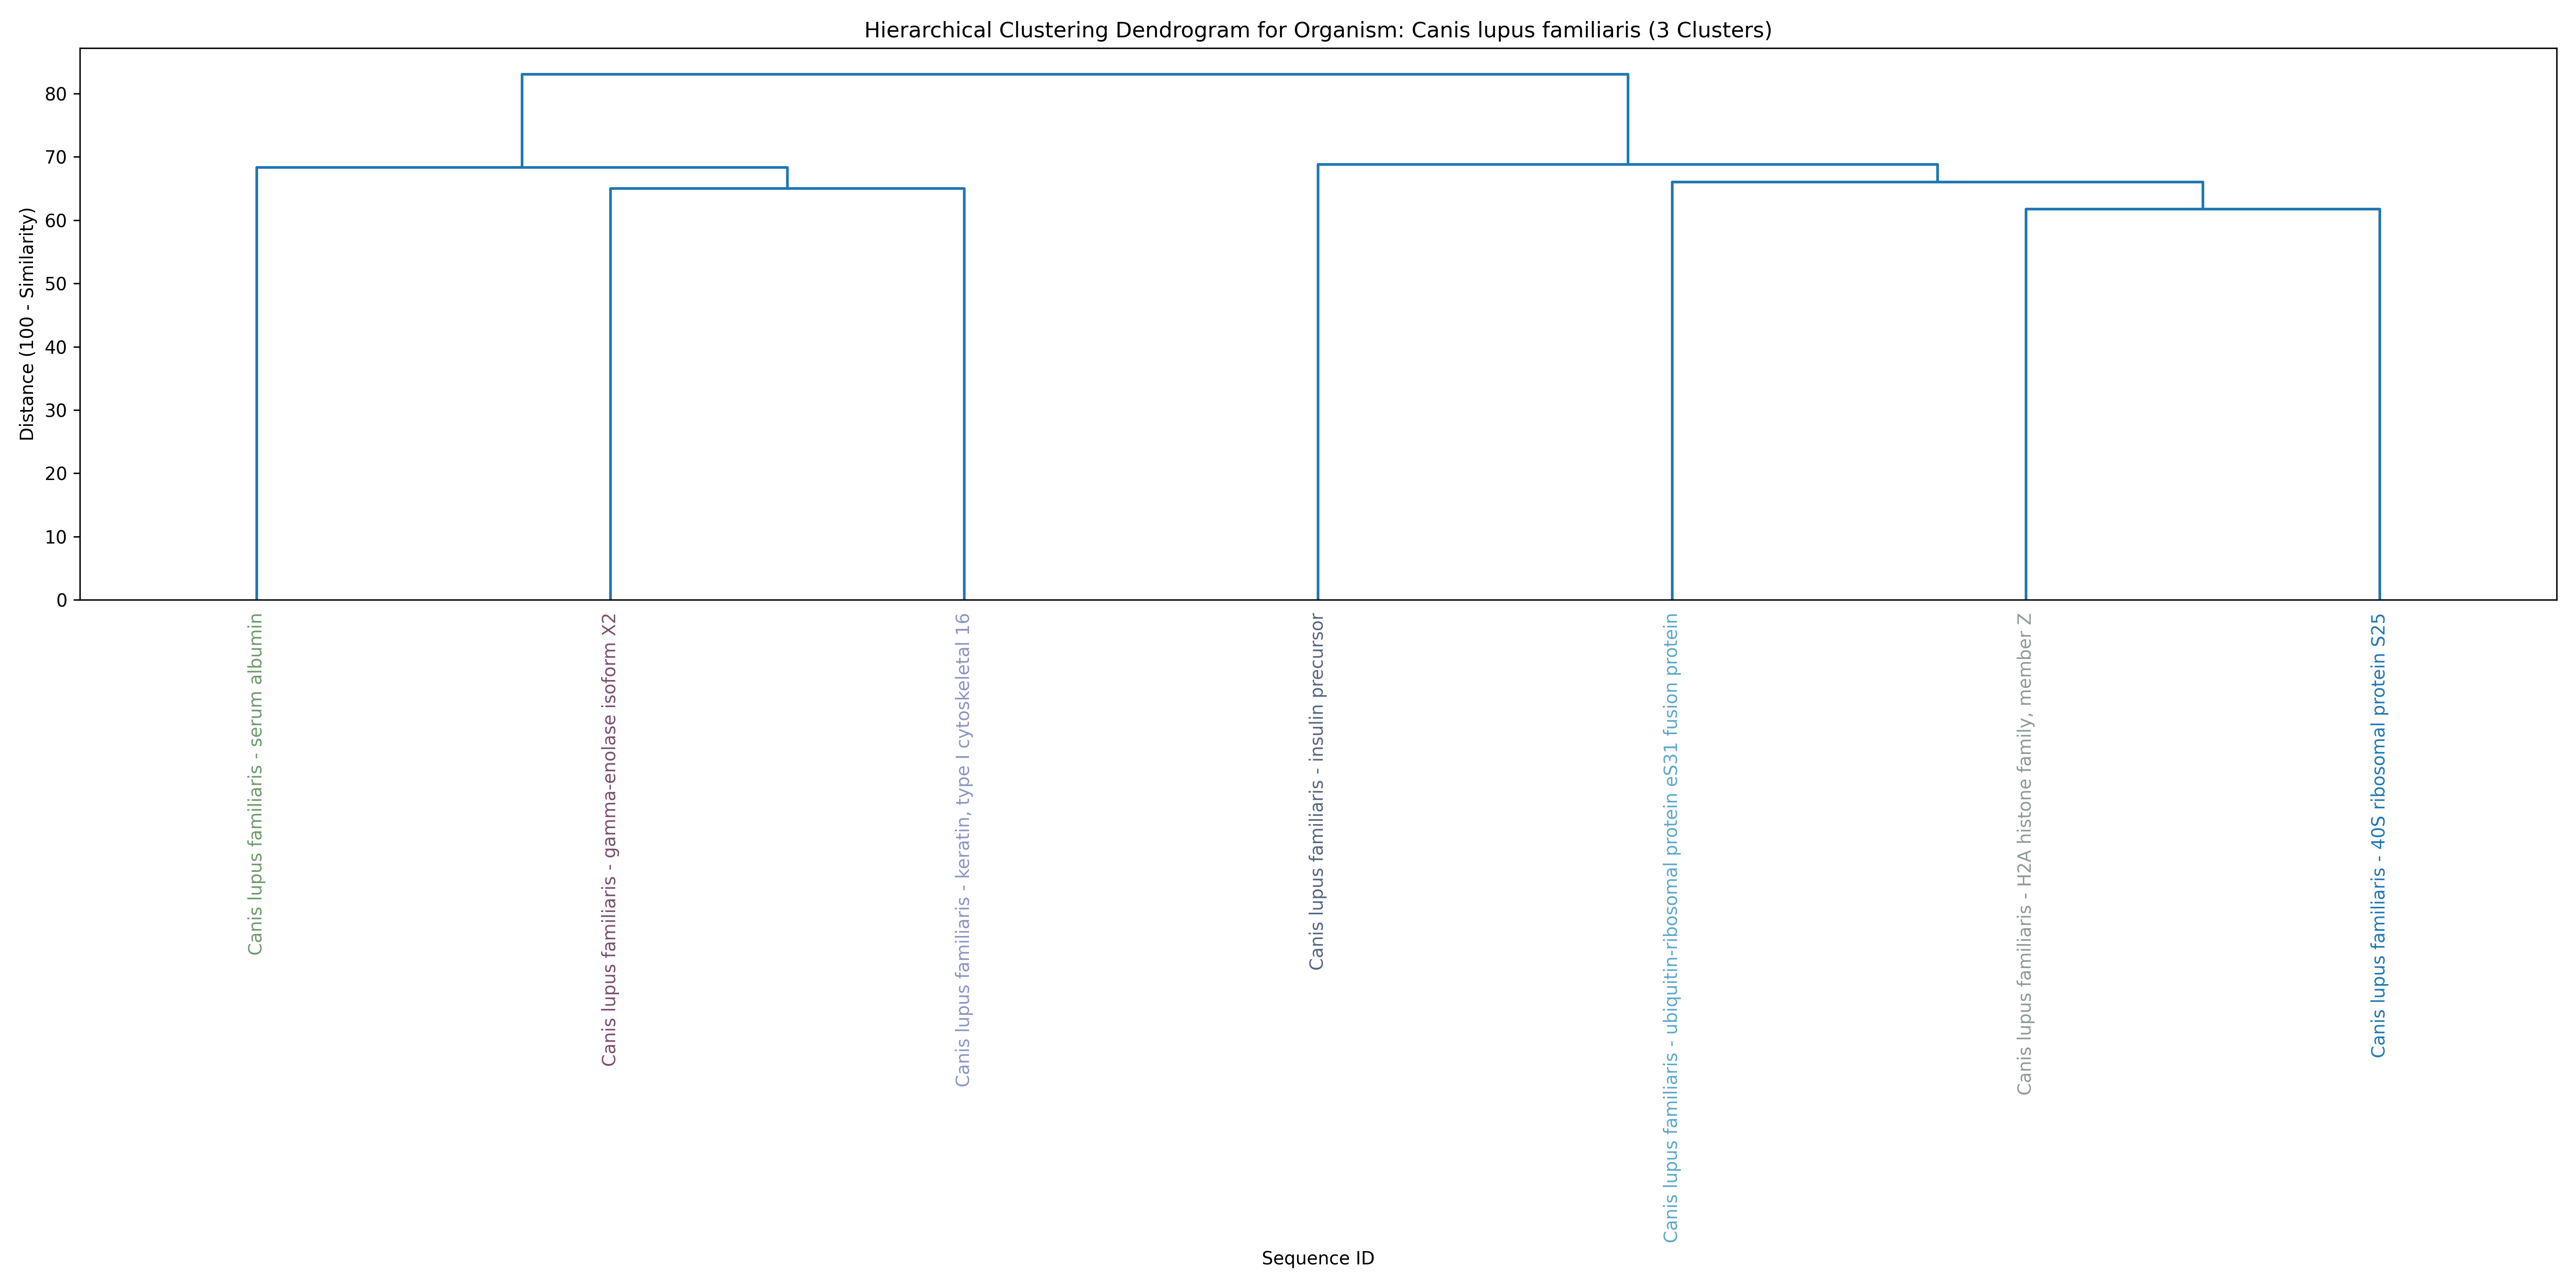 Hierarchical Clustering Dendrogram for Organism: Canis lupus familiaris (3 Clusters)
Distance (100 - Similarity)
80
70
60
50
40
30
20
10
0
Canis lupus familiaris - serum albumin
Canis lupus familiaris - gamma-enolase isoform X2
Canis lupus familiaris - keratin, type I cytoskeletal 16
Canis lupus familiaris - insulin precursor
Canis lupus familiaris - ubiquitin-ribosomal protein eS31 fusion protein
Canis lupus familiaris - H2A histone family, member Z
Canis lupus familiaris - 40S ribosomal protein S25
Sequence ID